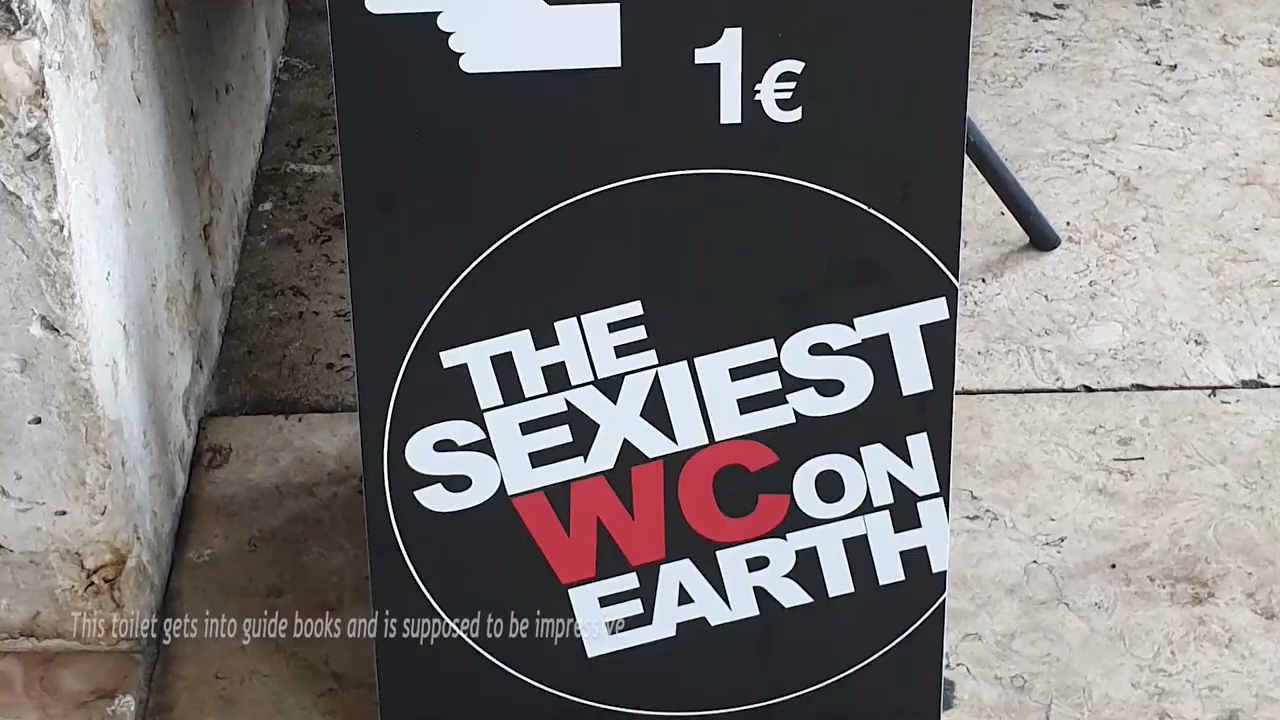 1€
THE
SEXIEST
WC ON
EARTH
This toilet gets into guide books and is supposed to be impressive